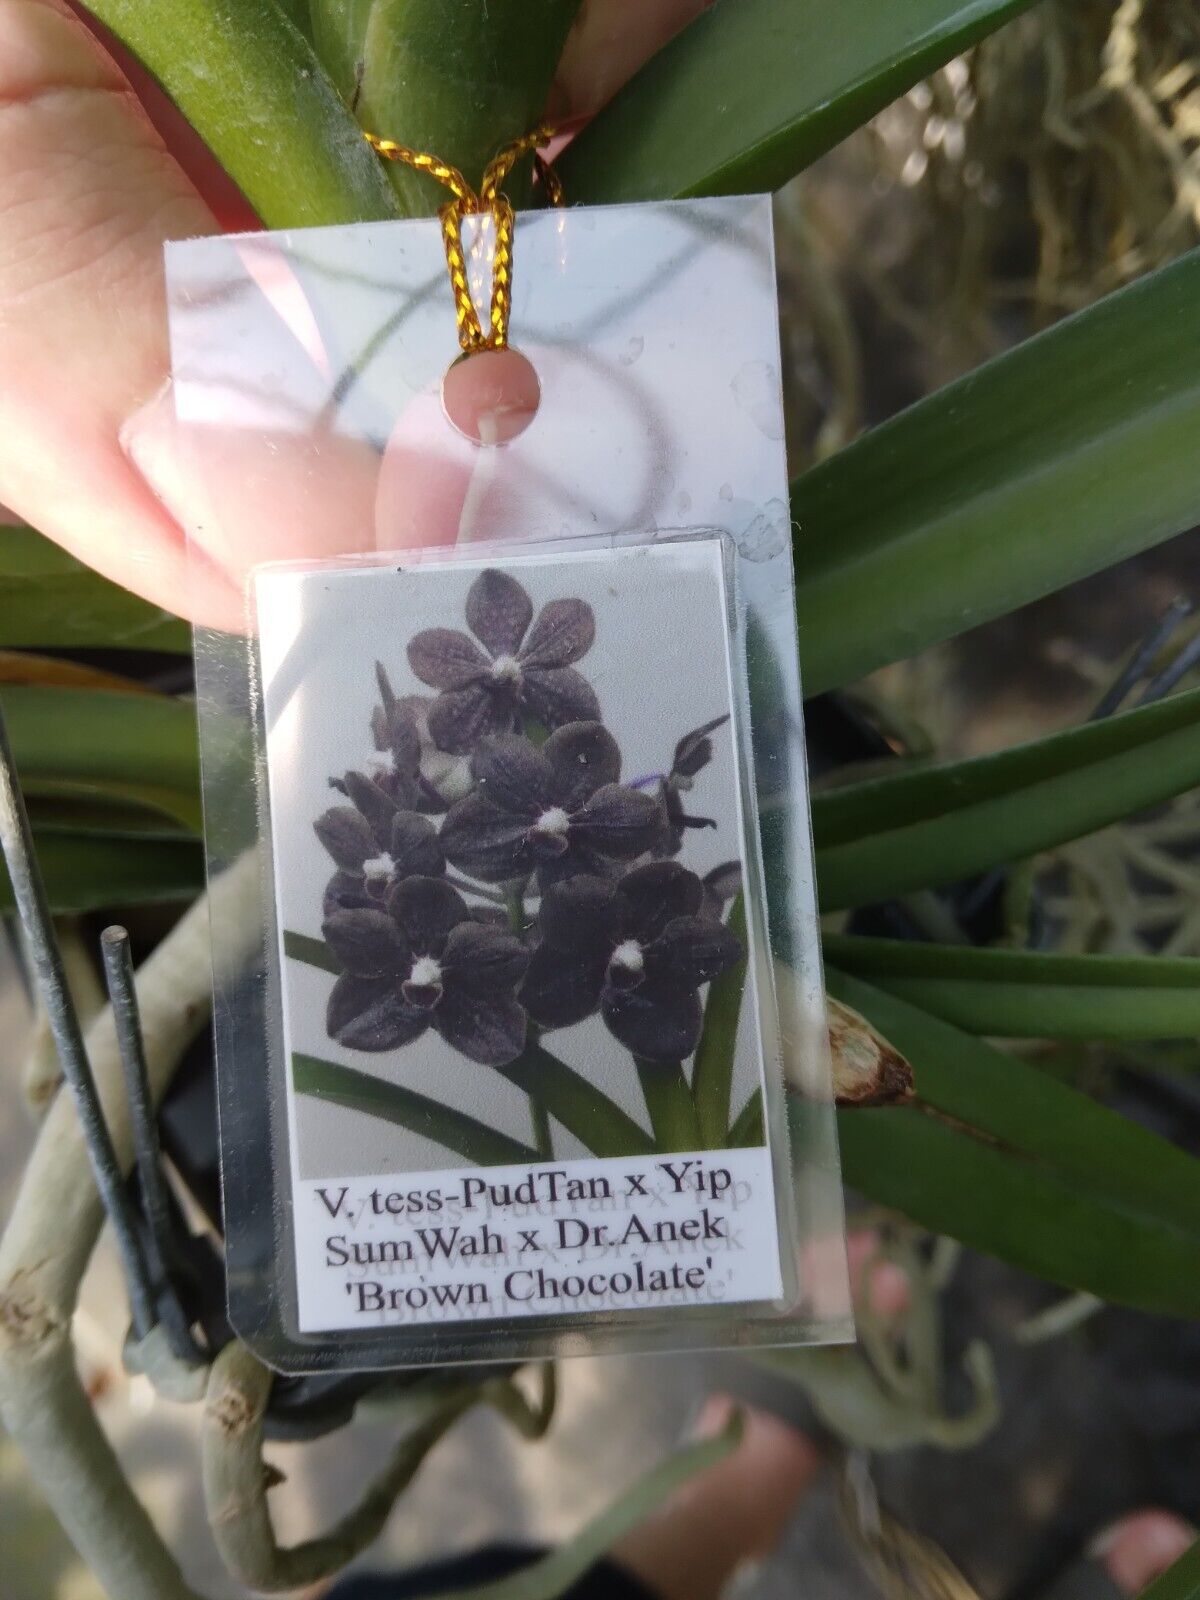 V. tess-PudTan x Yip
SumWah x Dr.Anek
'Brown Chocolate'